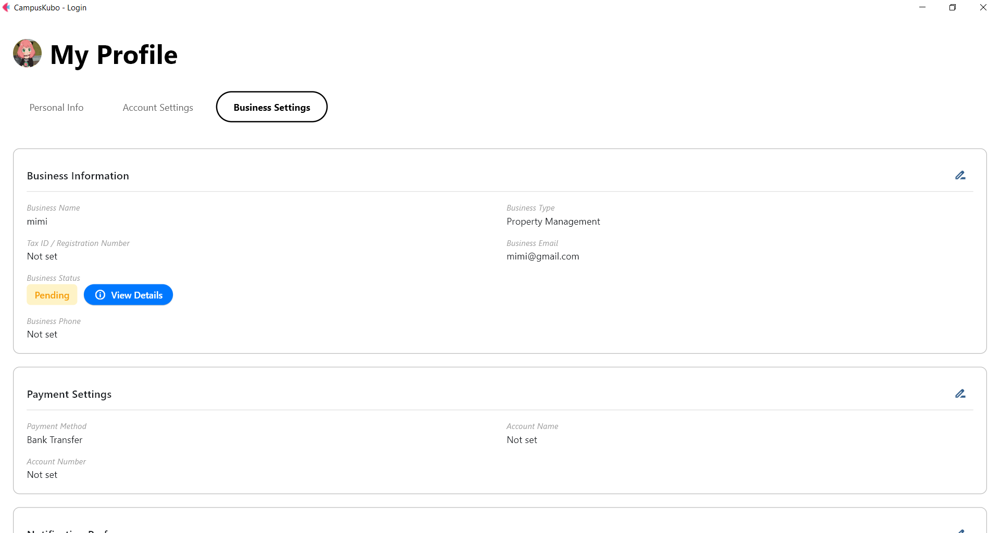 CampusKubo - Login
My Profile
Personal Info
Account Settings
Business Settings
Business Information
Business Name
mimi
Business Type
Property Management
Tax ID / Registration Number
Not set
Business Email
mimi@gmail.com
Business Status
Pending
View Details
Business Phone
Not set
Payment Settings
Payment Method
Bank Transfer
Account Name
Not set
Account Number
Not set